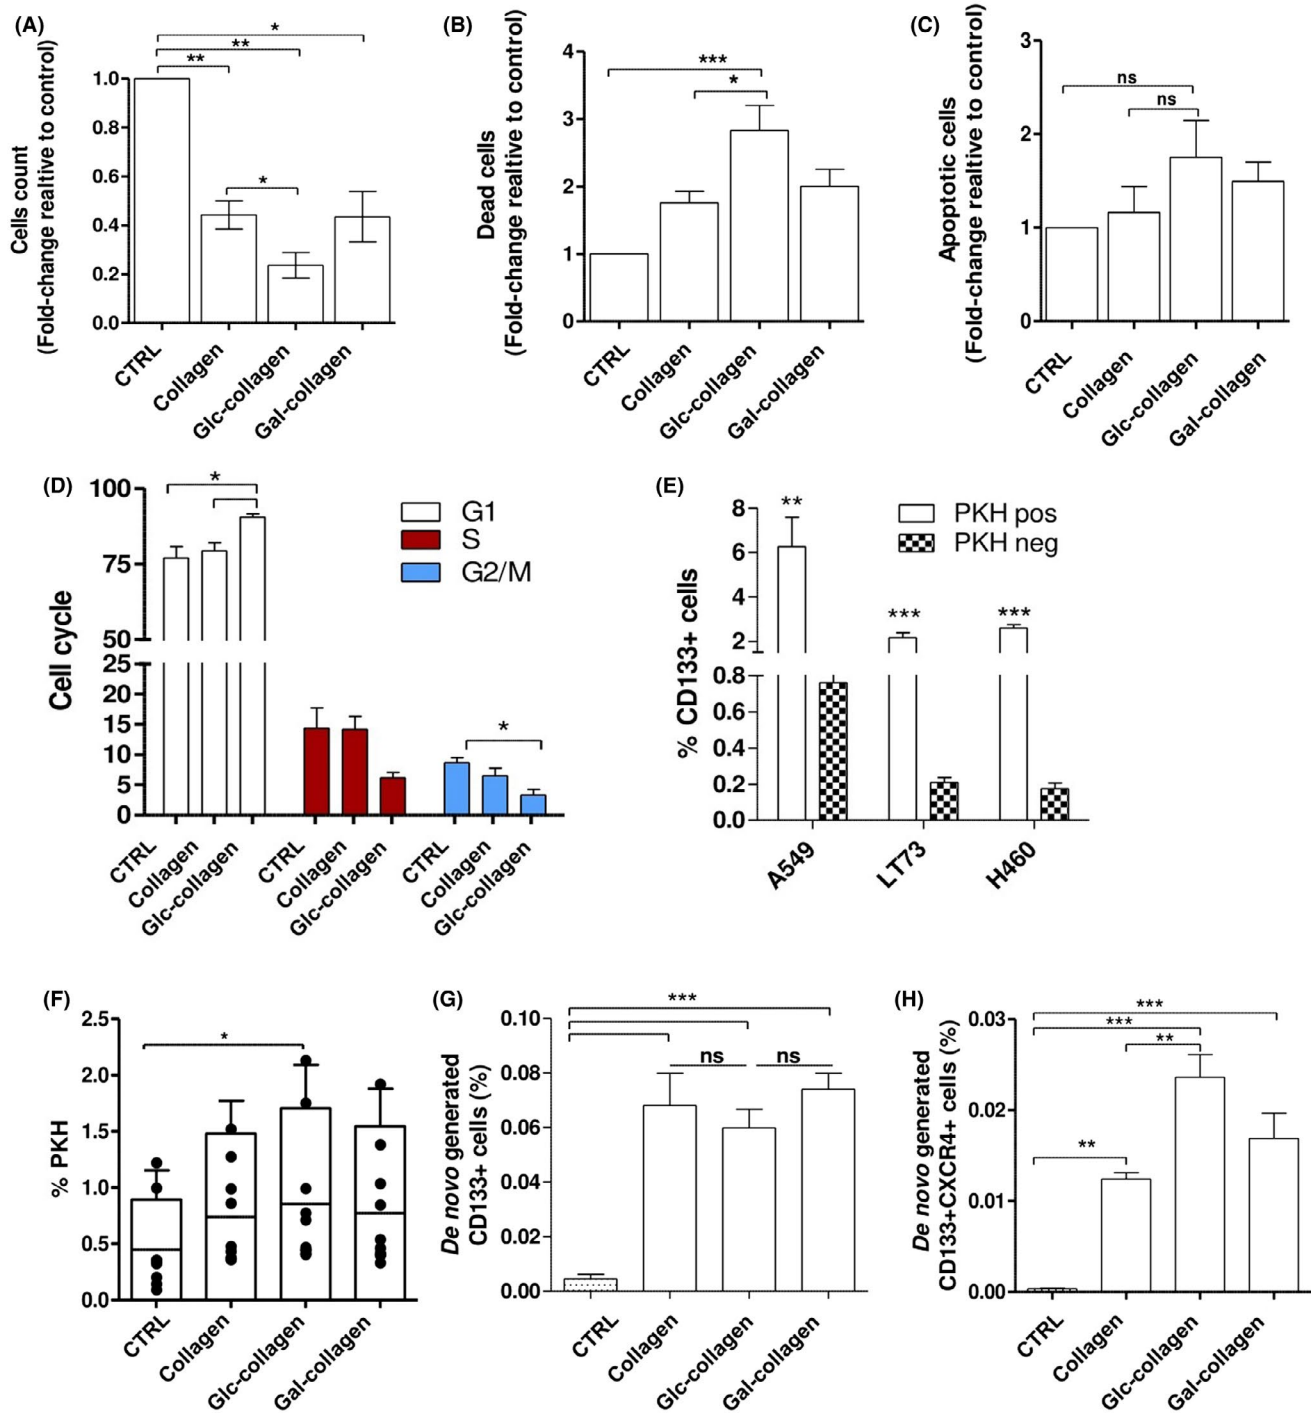 (A)
Cells count
(Fold-change realtive to control)
1.0
0.8
0.6
0.4
0.2
0.0
*
**
**
*
CTRL
Collagen
Glc-collagen
Gal-collagen
(B)
Dead cells
(Fold-change realtive to control)
4
3
2
1
0
***
*
CTRL
Collagen
Glc-collagen
Gal-collagen
(C)
Apoptotic cells
(Fold-change realtive to control)
3
2
1
0
ns
ns
CTRL
Collagen
Glc-collagen
Gal-collagen
(D)
Cell cycle
100
75
50
25
20
15
10
5
0
*
*
G1
S
G2/M
CTRL
Collagen
Glc-collagen
CTRL
Collagen
Glc-collagen
CTRL
Collagen
Glc-collagen
(E)
% CD133+ cells
8
6
4
2
0.8
0.6
0.4
0.2
0.0
**
***
***
PKH pos
PKH neg
A549
LT73
H460
(F)
% PKH
2.5
2.0
1.5
1.0
0.5
0.0
*
CTRL
Collagen
Glc-collagen
Gal-collagen
(G)
De novo generated
CD133+ cells (%)
0.10
0.08
0.06
0.04
0.02
0.00
***
ns
ns
CTRL
Collagen
Glc-collagen
Gal-collagen
(H)
De novo generated
CD133+CXCR4+ cells (%)
0.03
0.02
0.01
0.00
***
***
**
**
CTRL
Collagen
Glc-collagen
Gal-collagen